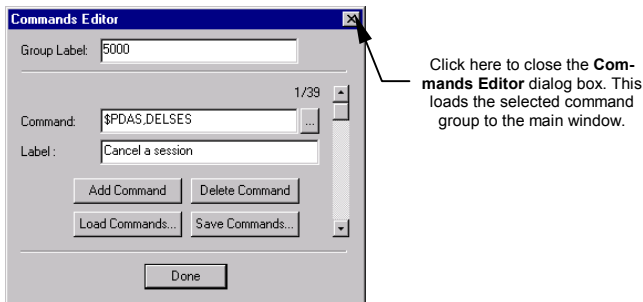 Commands Editor
Group Label: 5000
1/39
Command: $PDAS,DELSES ...
Label : Cancel a session
Add Command Delete Command
Load Commands... Save Commands...
Done
Click here to close the Com-
mands Editor dialog box. This
loads the selected command
group to the main window.